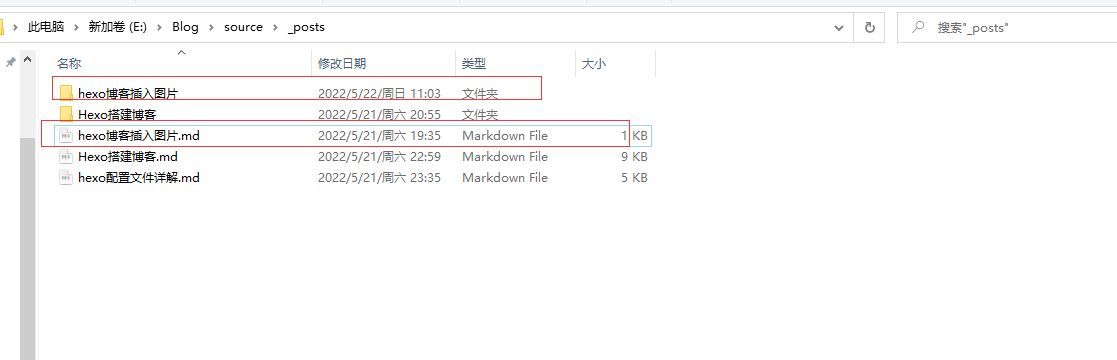 此电脑 > 新加卷 (E:) > Blog > source > _posts
搜索"_posts"
名称 修改日期 类型 大小
hexo博客插入图片 2022/5/22/周日 11:03 文件夹
Hexo搭建博客 2022/5/21/周六 20:55 文件夹
hexo博客插入图片.md 2022/5/21/周六 19:35 Markdown File 1 KB
Hexo搭建博客.md 2022/5/21/周六 22:59 Markdown File 9 KB
hexo配置文件详解.md 2022/5/21/周六 23:35 Markdown File 5 KB